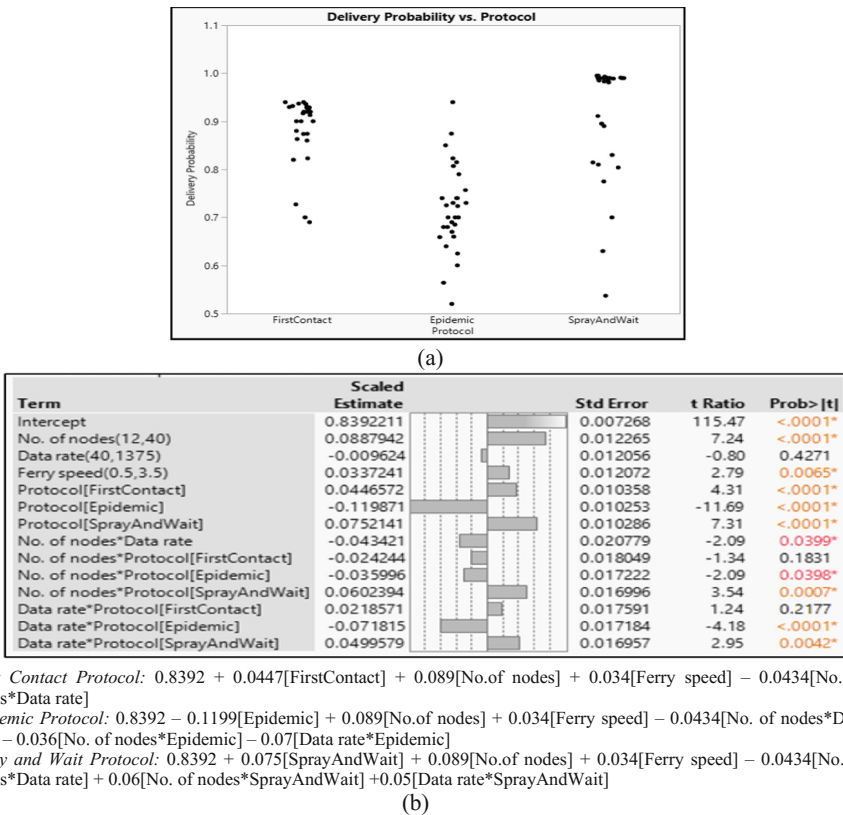 Delivery Probability vs. Protocol
1.1
1.0
0.9
0.8
0.7
0.6
0.5
Delivery Probability
FirstContact Epidemic SprayAndWait
Protocol
(a)
Term Scaled Estimate Std Error t Ratio Prob>|t|
Intercept 0.8392211 0.007268 115.47 <.0001*
No. of nodes(12,40) 0.0887942 0.012265 7.24 <.0001*
Data rate(40,1375) -0.009624 0.012056 -0.80 0.4271
Ferry speed(0.5,3.5) 0.0337241 0.012072 2.79 0.0065*
Protocol[FirstContact] 0.0446572 0.010358 4.31 <.0001*
Protocol[Epidemic] -0.119871 0.010253 -11.69 <.0001*
Protocol[SprayAndWait] 0.0752141 0.010286 7.31 <.0001*
No. of nodes*Data rate -0.043421 0.020779 -2.09 0.0399*
No. of nodes*Protocol[FirstContact] -0.024244 0.018049 -1.34 0.1831
No. of nodes*Protocol[Epidemic] -0.035996 0.017222 -2.09 0.0398*
No. of nodes*Protocol[SprayAndWait] 0.0602394 0.016996 3.54 0.0007*
Data rate*Protocol[FirstContact] 0.0218571 0.017591 1.24 0.2177
Data rate*Protocol[Epidemic] -0.071815 0.017184 -4.18 <.0001*
Data rate*Protocol[SprayAndWait] 0.0499579 0.016957 2.95 0.0042*
Contact Protocol: 0.8392 + 0.0447[FirstContact] + 0.089[No.of nodes] + 0.034[Ferry speed] – 0.0434[No.
s*Data rate]
emic Protocol: 0.8392 – 0.1199[Epidemic] + 0.089[No.of nodes] + 0.034[Ferry speed] – 0.0434[No. of nodes*D
– 0.036[No. of nodes*Epidemic] – 0.07[Data rate*Epidemic]
y and Wait Protocol: 0.8392 + 0.075[SprayAndWait] + 0.089[No.of nodes] + 0.034[Ferry speed] – 0.0434[No.
s*Data rate] + 0.06[No. of nodes*SprayAndWait] +0.05[Data rate*SprayAndWait]
(b)